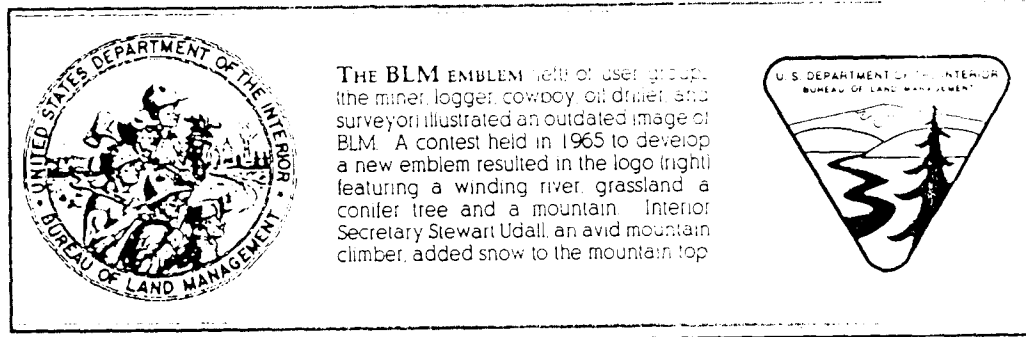 UNITED STATES DEPARTMENT OF THE INTERIOR
BUREAU OF LAND MANAGEMENT
THE BLM EMBLEM (left) of user groups
(the miner, logger, cowboy, oil driller, and
surveyor) illustrated an outdated image of
BLM. A contest held in 1965 to develop
a new emblem resulted in the logo (right)
featuring a winding river, grassland a
conifer tree and a mountain. Interior
Secretary Stewart Udall, an avid mountain
climber, added snow to the mountain top
U.S. DEPARTMENT OF THE INTERIOR
BUREAU OF LAND MANAGEMENT